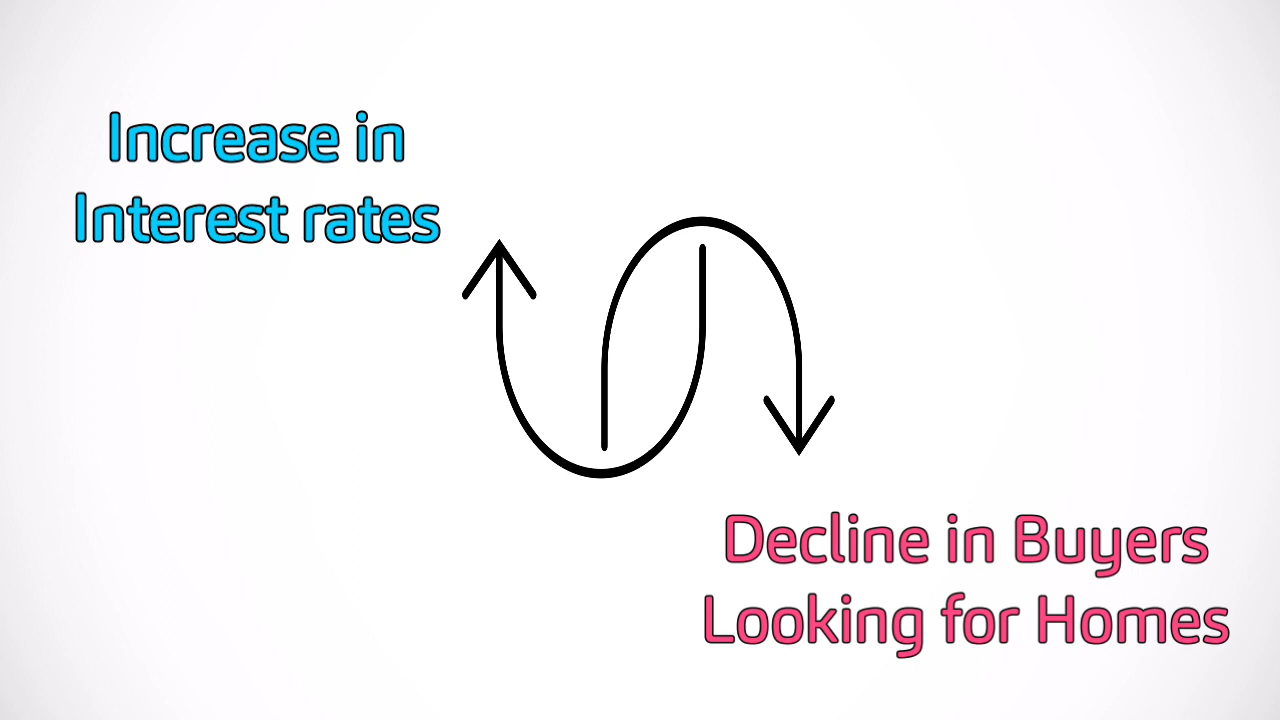 Increase in
Interest rates
Decline in Buyers
Looking for Homes